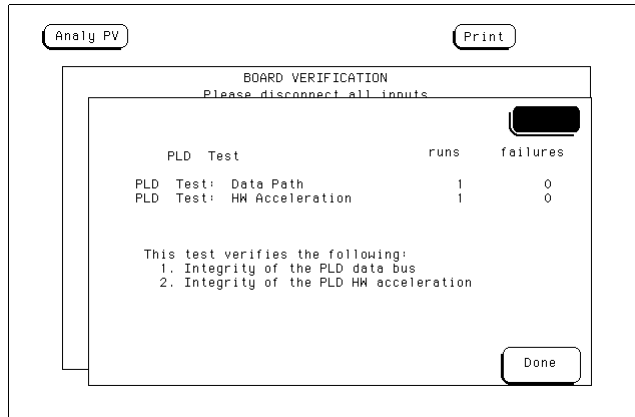 Analy PV
Print
BOARD VERIFICATION
Please disconnect all inputs
PLD Test runs failures
PLD Test: Data Path 1 0
PLD Test: HW Acceleration 1 0
This test verifies the following:
1. Integrity of the PLD data bus
2. Integrity of the PLD HW acceleration
Done